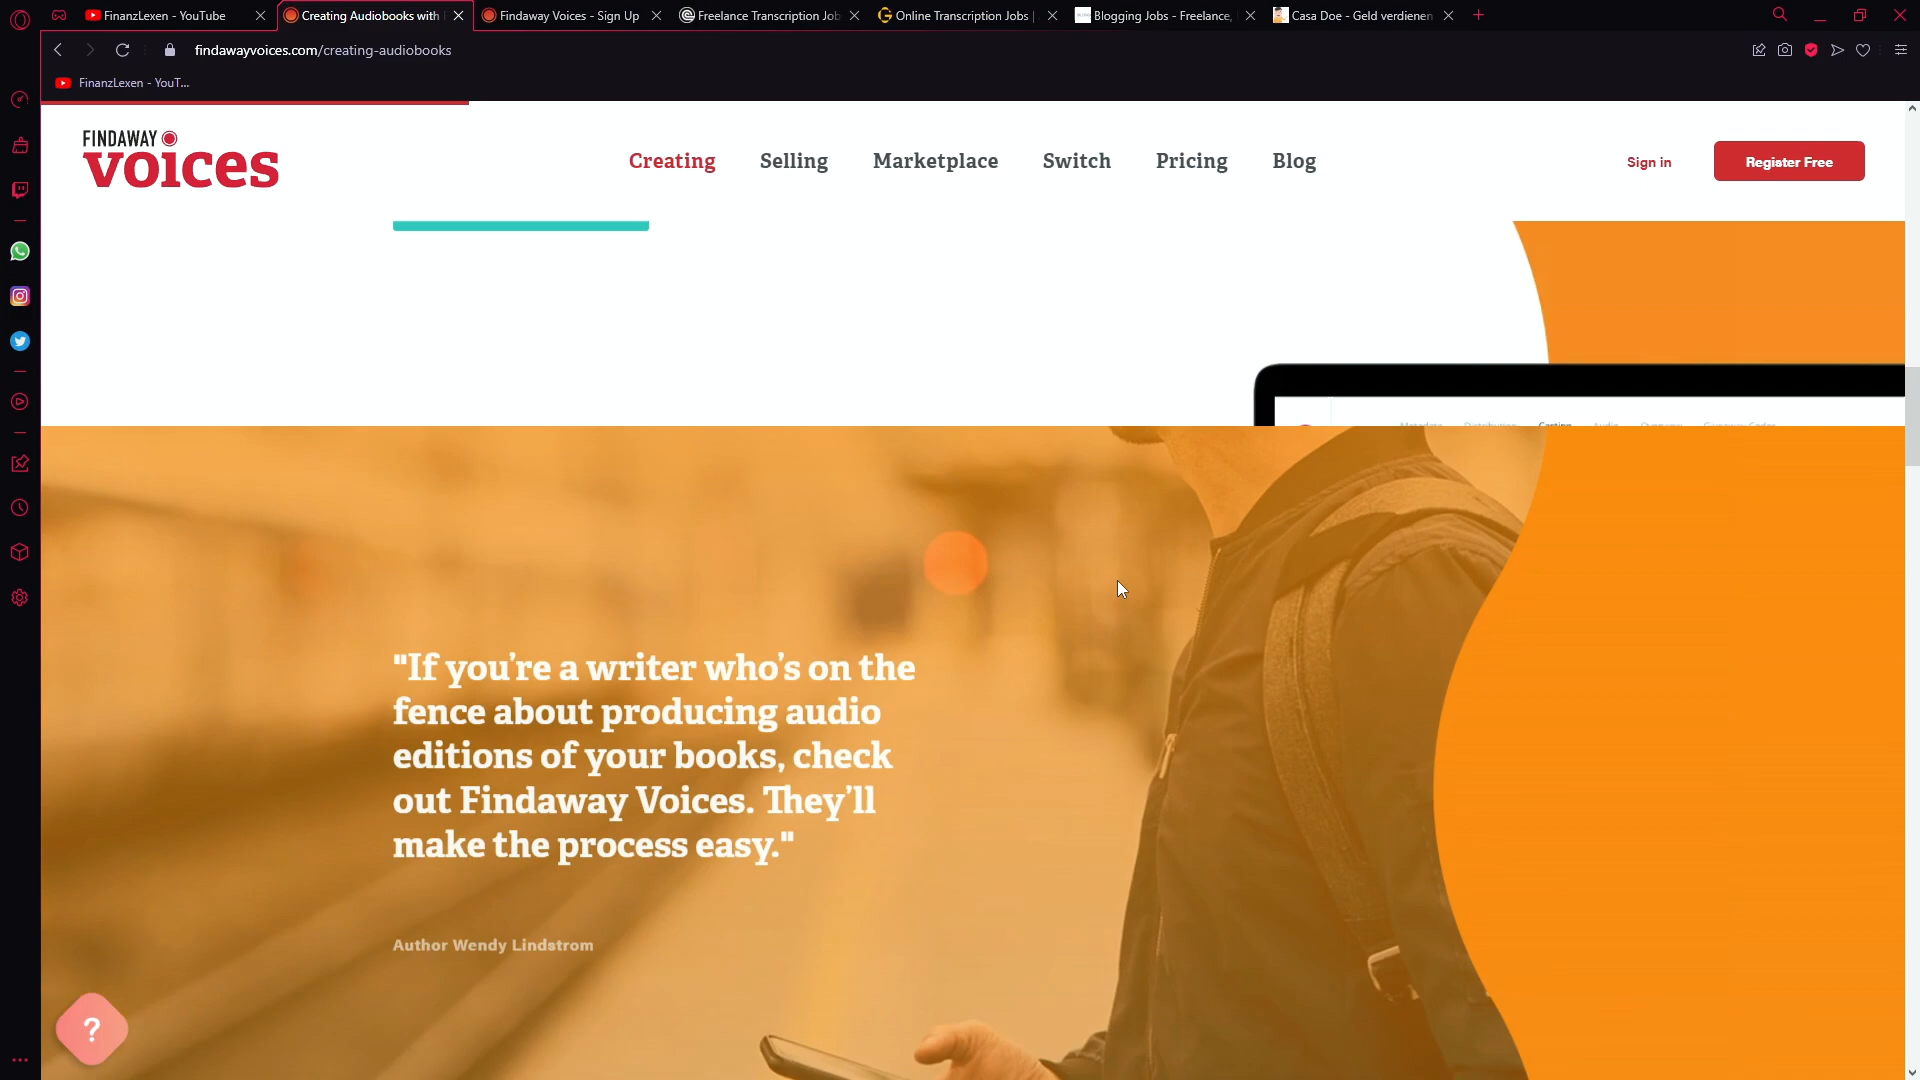 FinanzLexen - YouTube
Creating Audiobooks with
Findaway Voices - Sign Up
Freelance Transcription Job
Online Transcription Jobs |
Blogging Jobs - Freelance,
Casa Doe - Geld verdienen
findawayvoices.com/creating-audiobooks
FinanzLexen - YouT...
FINDAWAY
voices
Creating
Selling
Marketplace
Switch
Pricing
Blog
Sign in
Register Free
"If you’re a writer who’s on the
fence about producing audio
editions of your books, check
out Findaway Voices. They’ll
make the process easy."
Author Wendy Lindstrom
?